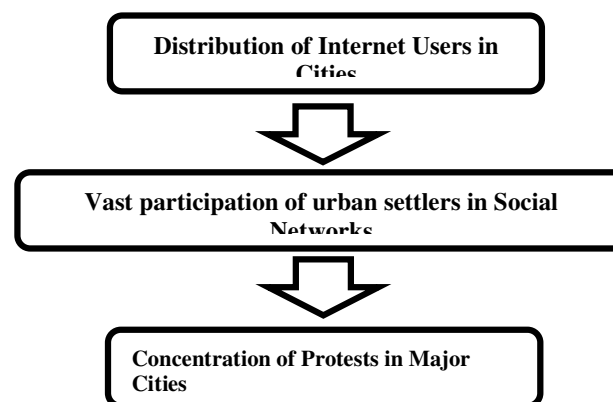 Distribution of Internet Users in
Cities
Vast participation of urban settlers in Social
Networks
Concentration of Protests in Major
Cities